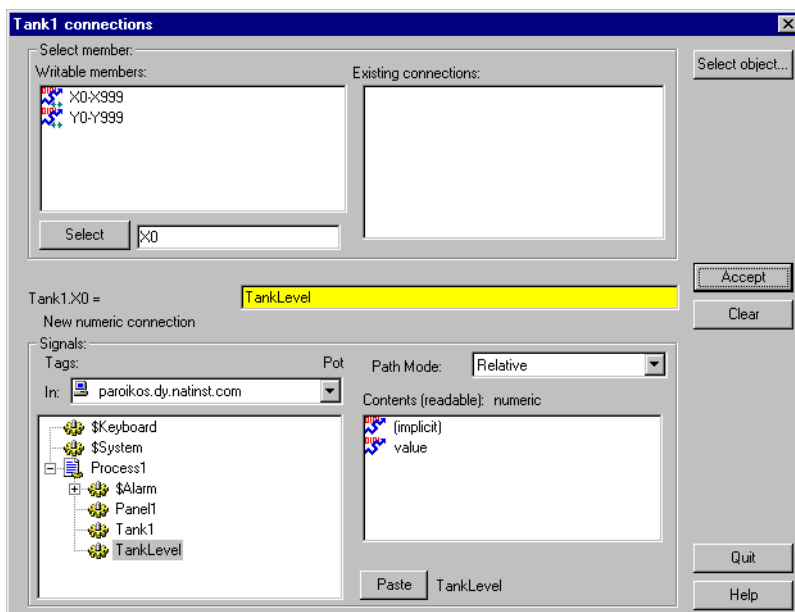 Tank1 connections
Select member:
Writable members:
Existing connections:
Select object...
X0-X999
Y0-Y999
Select
X0
Accept
Tank1.X0 =
TankLevel
Clear
New numeric connection
Signals:
Tags:
Pot
Path Mode:
Relative
In:
paroikos.dy.natinst.com
Contents (readable): numeric
$Keyboard
$System
Process1
$Alarm
Panel1
Tank1
TankLevel
(implicit)
value
Paste
TankLevel
Quit
Help